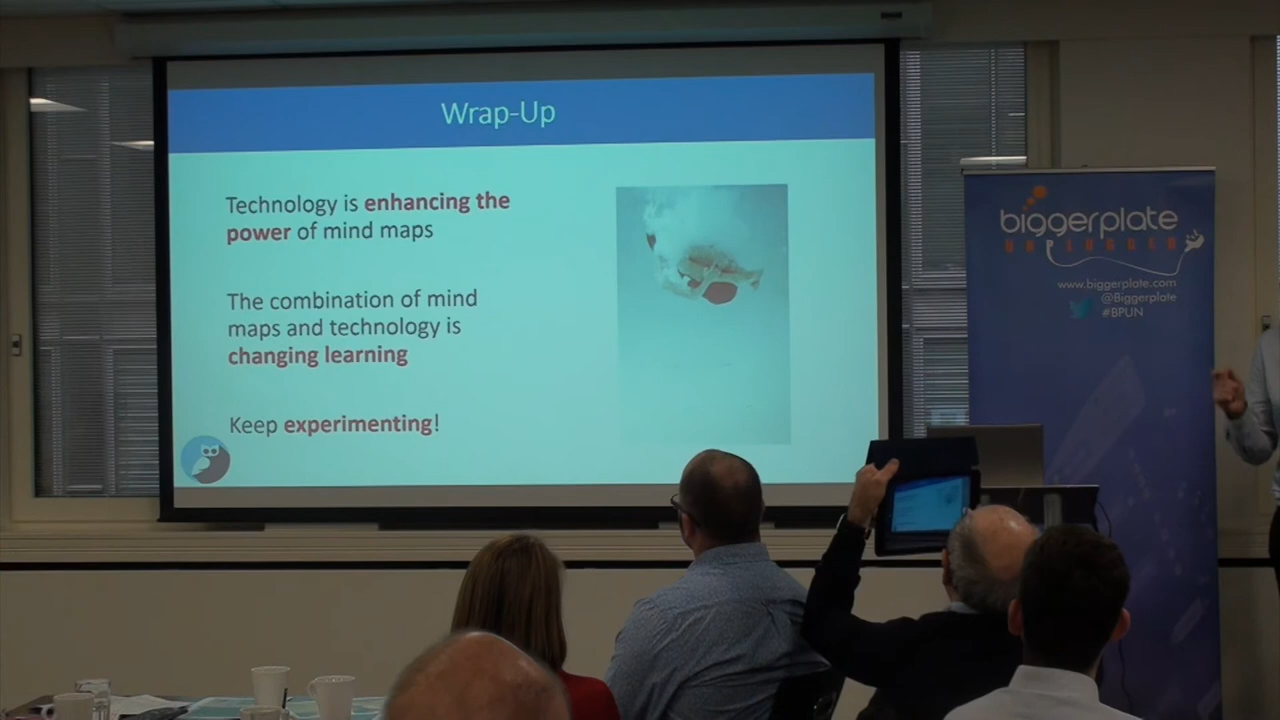 Wrap-Up
Technology is enhancing the
power of mind maps
The combination of mind
maps and technology is
changing learning
Keep experimenting!
biggerplate
UNPLUGGED
www.biggerplate.com
@Biggerplate
#BPUN